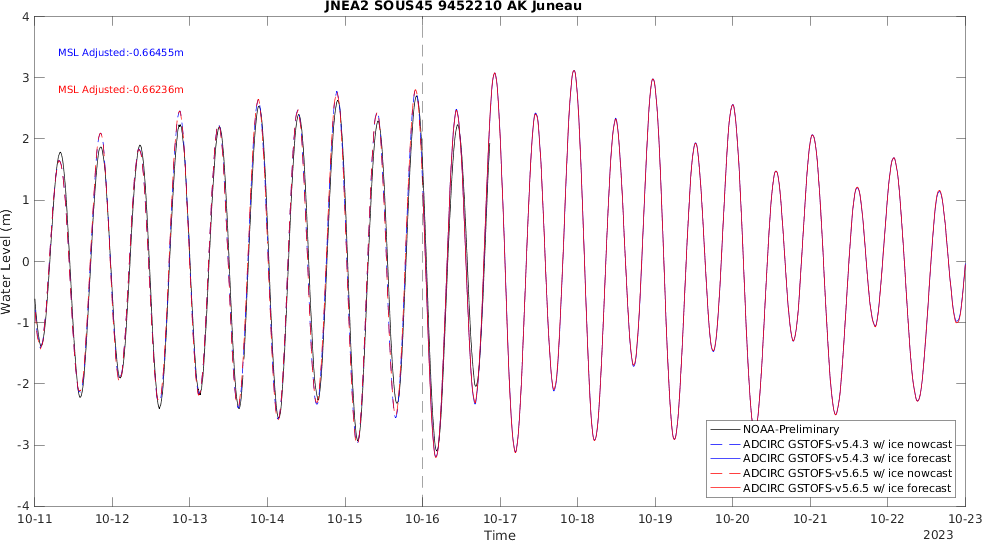 JNEA2 SOUS45 9452210 AK Juneau
MSL Adjusted:-0.66455m
MSL Adjusted:-0.66236m
4
3
2
1
0
-1
-2
-3
-4
Water Level (m)
NOAA-Preliminary
ADCIRC GSTOFS-v5.4.3 w/ ice nowcast
ADCIRC GSTOFS-v5.4.3 w/ ice forecast
ADCIRC GSTOFS-v5.6.5 w/ ice nowcast
ADCIRC GSTOFS-v5.6.5 w/ ice forecast
10-11 10-12 10-13 10-14 10-15 10-16 10-17 10-18 10-19 10-20 10-21 10-22 10-23
Time
2023